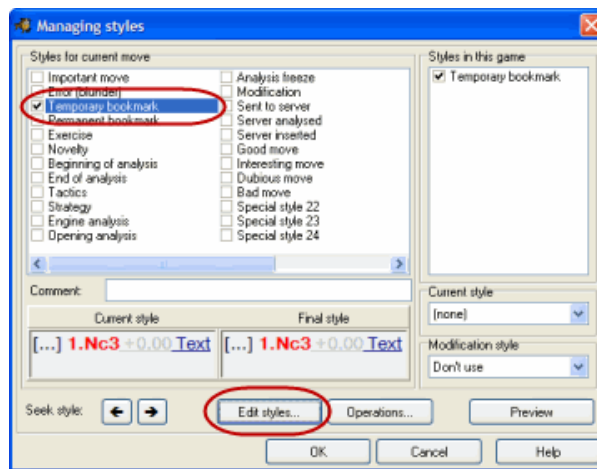 Managing styles
Styles for current move
Important move
Error (blunder)
Temporary bookmark
Permanent bookmark
Exercise
Novelty
Beginning of analysis
End of analysis
Tactics
Strategy
Engine analysis
Opening analysis
Analysis freeze
Modification
Sent to server
Server analysed
Server inserted
Good move
Interesting move
Dubious move
Bad move
Special style 22
Special style 23
Special style 24
Styles in this game
Temporary bookmark
Comment:
Current style
Final style
[...] 1.Nc3 +0.00 Text
[...] 1.Nc3 +0.00 Text
Current style
(none)
Modification style
Don't use
Seek style:
Edit styles...
Operations...
Preview
OK
Cancel
Help